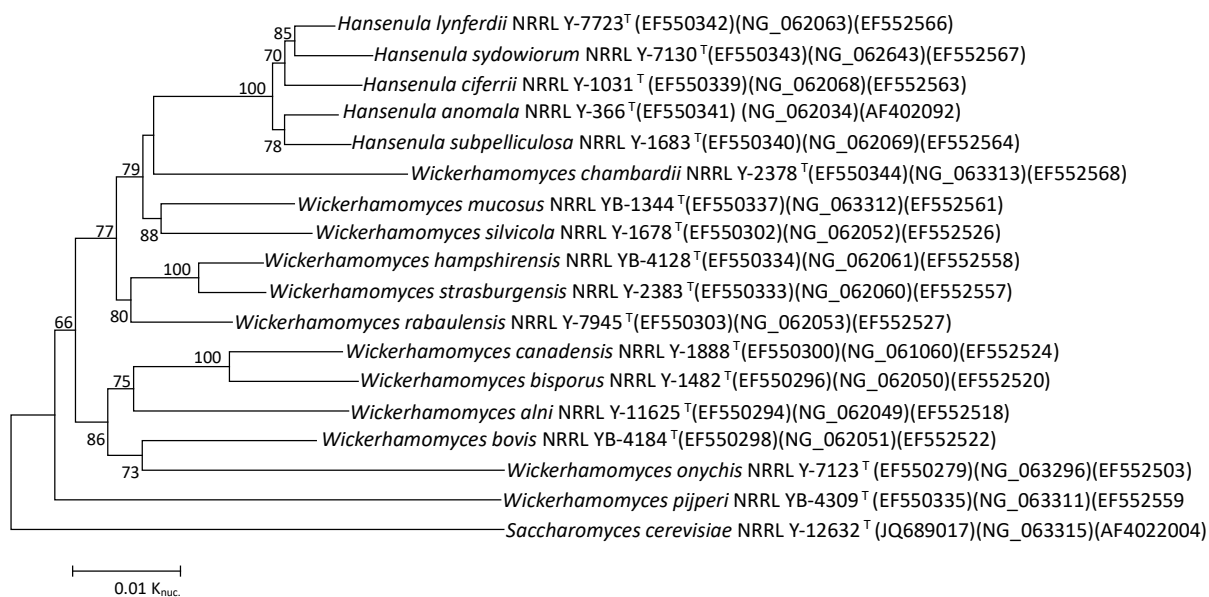 Hansenula lynferdii NRRL Y-7723ᵀ (EF550342)(NG_062063)(EF552566)
85
Hansenula sydowiorum NRRL Y-7130 ᵀ (EF550343)(NG_062643)(EF552567)
70
Hansenula ciferrii NRRL Y-1031 ᵀ (EF550339)(NG_062068)(EF552563)
100
Hansenula anomala NRRL Y-366 ᵀ(EF550341) (NG_062034)(AF402092)
78
Hansenula subpelliculosa NRRL Y-1683 ᵀ(EF550340)(NG_062069)(EF552564)
79
Wickerhamomyces chambardii NRRL Y-2378 ᵀ(EF550344)(NG_063313)(EF552568)
Wickerhamomyces mucosus NRRL YB-1344 ᵀ(EF550337)(NG_063312)(EF552561)
77
88
Wickerhamomyces silvicola NRRL Y-1678 ᵀ(EF550302)(NG_062052)(EF552526)
100
Wickerhamomyces hampshirensis NRRL YB-4128 ᵀ(EF550334)(NG_062061)(EF552558)
Wickerhamomyces strasburgensis NRRL Y-2383 ᵀ(EF550333)(NG_062060)(EF552557)
66
80
Wickerhamomyces rabaulensis NRRL Y-7945 ᵀ(EF550303)(NG_062053)(EF552527)
100
Wickerhamomyces canadensis NRRL Y-1888 ᵀ(EF550300)(NG_061060)(EF552524)
75
Wickerhamomyces bisporus NRRL Y-1482 ᵀ(EF550296)(NG_062050)(EF552520)
Wickerhamomyces alni NRRL Y-11625 ᵀ(EF550294)(NG_062049)(EF552518)
86
Wickerhamomyces bovis NRRL YB-4184 ᵀ(EF550298)(NG_062051)(EF552522)
73
Wickerhamomyces onychis NRRL Y-7123 ᵀ (EF550279)(NG_063296)(EF552503)
Wickerhamomyces pijperi NRRL YB-4309 ᵀ (EF550335)(NG_063311)(EF552559
Saccharomyces cerevisiae NRRL Y-12632 ᵀ (JQ689017)(NG_063315)(AF4022004)
0.01 Knuc.